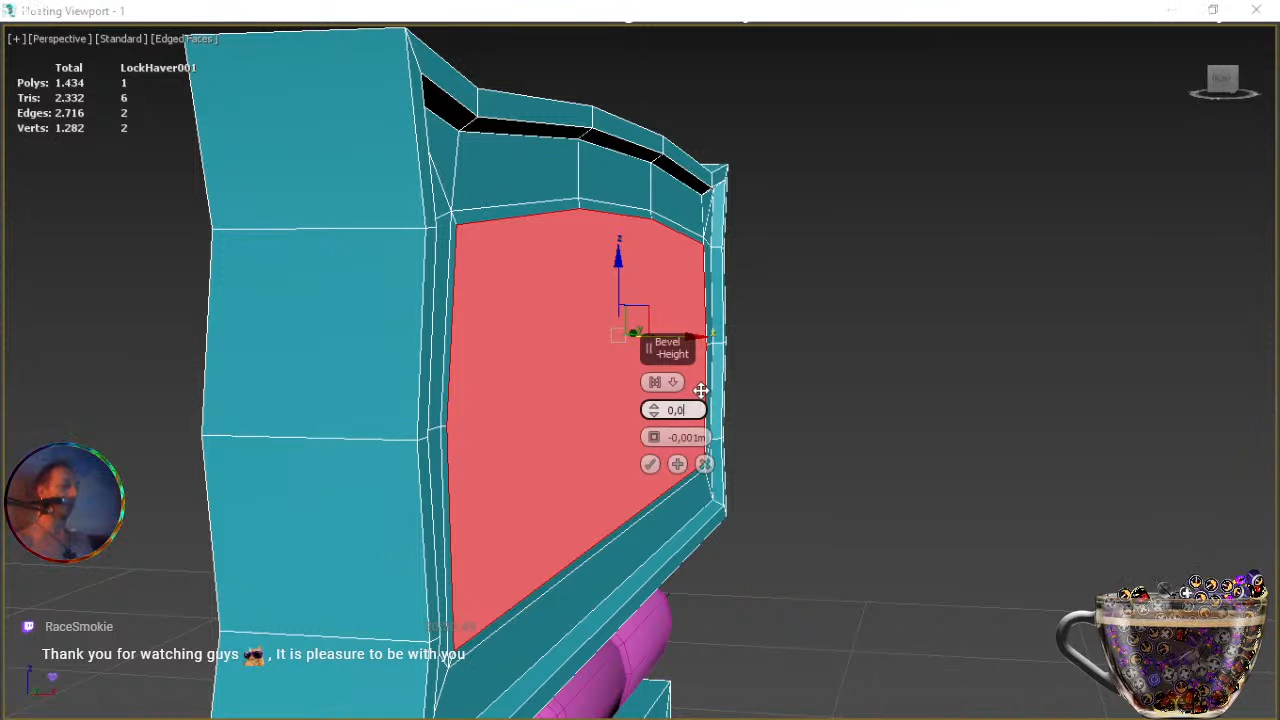 Floating Viewport - 1
[+] [Perspective] [Standard] [Edged Faces]
Total LockHaver001
Polys: 1.434 1
Tris: 2.332 6
Edges: 2.716 2
Verts: 1.282 2
Bevel
-Height
0,0
-0,001m
RaceSmokie
Thank you for watching guys , It is pleasure to be with you